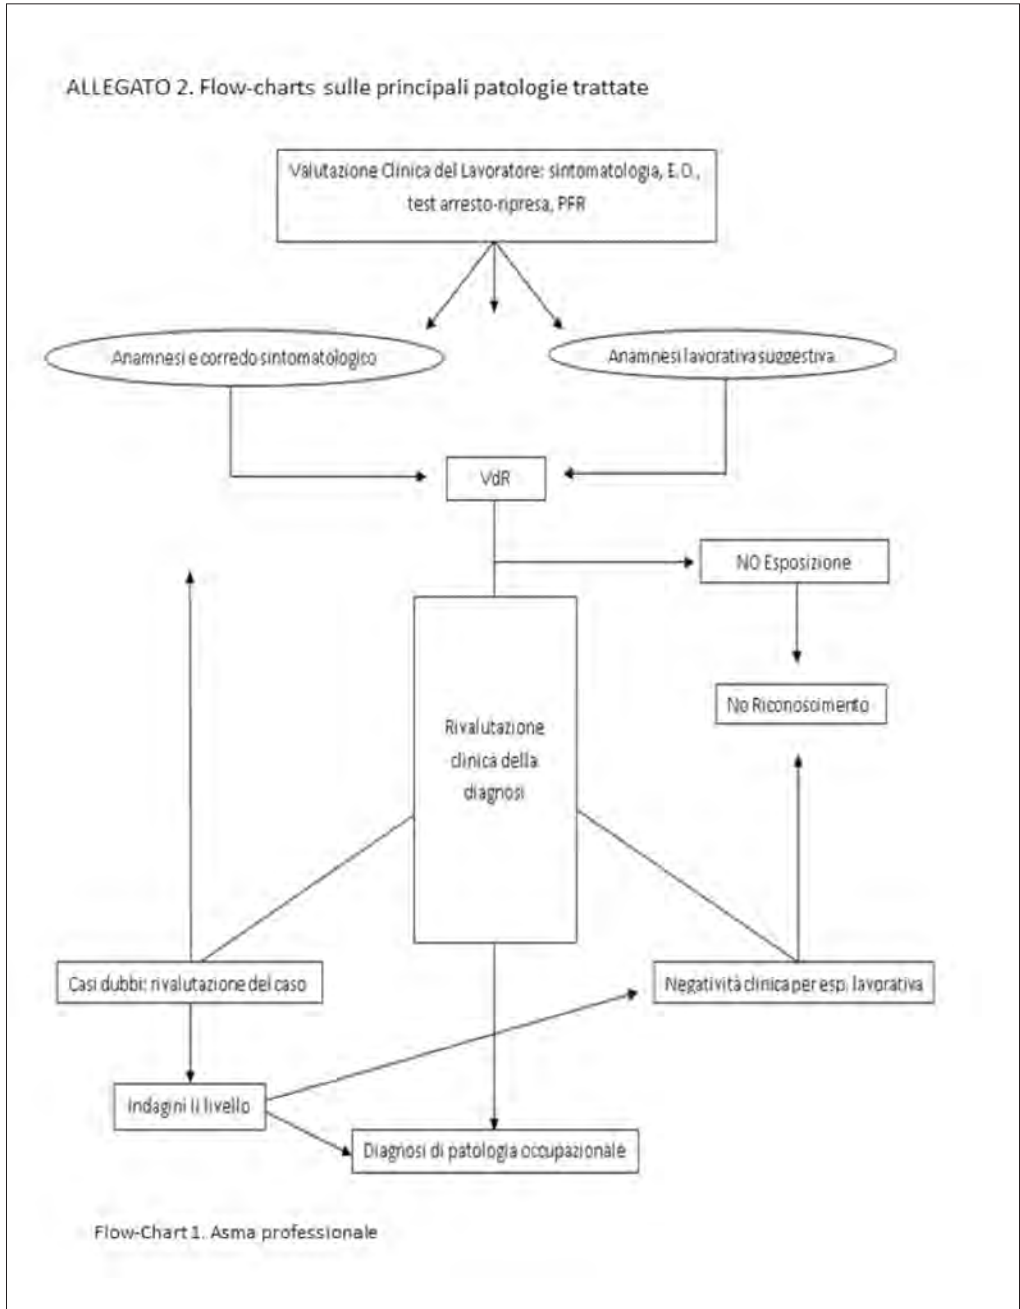 ALLEGATO 2. Flow-charts sulle principali patologie trattate
Valutazione Clinica del Lavoratore: sintomatologia, E.O.,
test arresto-ripresa, PFR
Anamnesi e corredo sintomatologico
Anamnesi lavorativa suggestiva
VdR
NO Esposizione
No Riconoscimento
Rivalutazione
clinica della
diagnosi
Casi dubbi: rivalutazione del caso
Negatività clinica per esp. lavorativa
Indagini II livello
Diagnosi di patologia occupazionale
Flow-Chart 1. Asma professionale